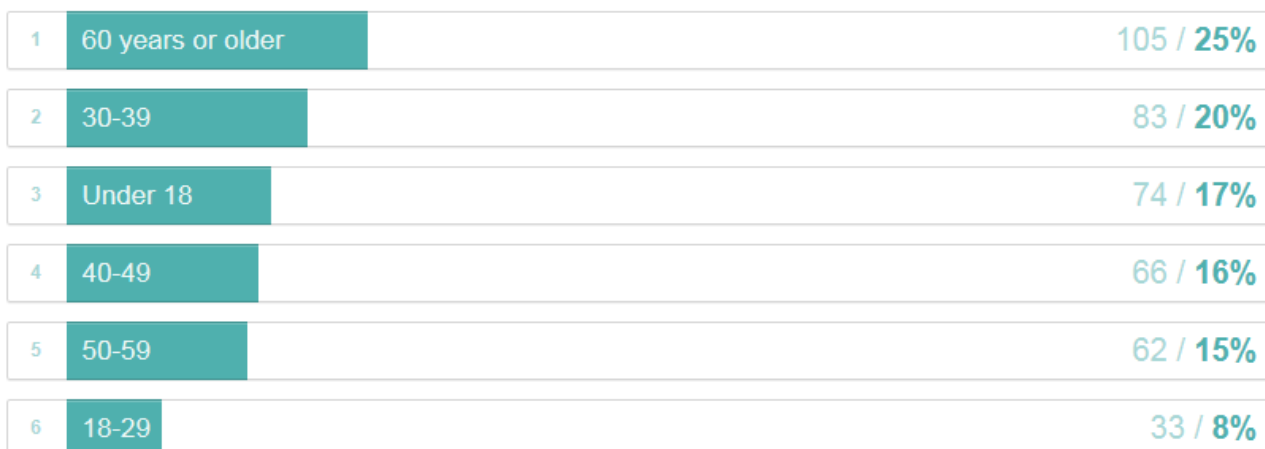 1 60 years or older 105 / 25%
2 30-39 83 / 20%
3 Under 18 74 / 17%
4 40-49 66 / 16%
5 50-59 62 / 15%
6 18-29 33 / 8%